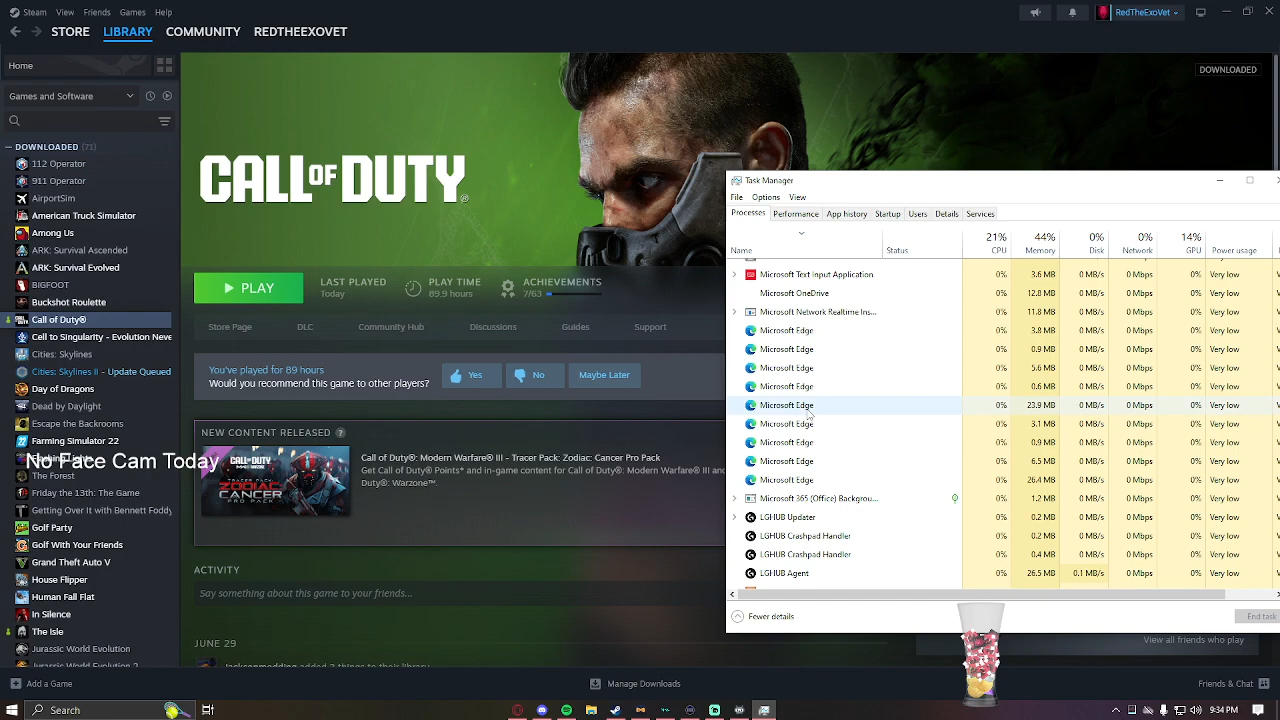 Steam View Friends Games Help
RedTheExoVet
STORE LIBRARY COMMUNITY REDTHEEXOVET
Home
Games and Software
DOWNLOADED (71)
911 Operator
911 Operator
Aerofly
Amazon Truck Simulator
Among Us
ARK: Survival Ascended
ARK: Survival Evolved
Buckshot Roulette
Call of Duty®
Cepheus Protocol
Circle Empires
Cities: Skylines
Cities Skylines II - Update Queued
Day of Dragons
Dead by Daylight
Escape the Backrooms
Farming Simulator 22
No Face Cam Today
The Forest
Friday the 13th: The Game
Getting Over It with Bennett Foddy
Golf Party
Golf With Your Friends
Grand Theft Auto V
House Flipper
Human Fall Flat
In Silence
Inside
Jurassic World Evolution
Jurassic World Evolution 2
Add a Game
DOWNLOADED
CALL OF DUTY®
PLAY
LAST PLAYED
Today
PLAY TIME
89.9 hours
ACHIEVEMENTS
7/63
Store Page DLC Community Hub Discussions Guides Support
You've played for 89 hours
Would you recommend this game to other players?
Yes No Maybe Later
NEW CONTENT RELEASED ?
CALL OF DUTY
TRACER PACK:
ZODIAC
CANCER
PRO PACK
Call of Duty®: Modern Warfare® III - Tracer Pack: Zodiac: Cancer Pro Pack
Get Call of Duty® Points* and in-game content for Call of Duty®: Modern Warfare® III and
Duty®: Warzone™.
ACTIVITY
Say something about this game to your friends...
JUNE 29
Jacksonmodding added 3 things to their library
View all friends who play
Manage Downloads
Friends & Chat
Task Manager
File Options View
Processes Performance App history Startup Users Details Services
21% 44% 0% 0% 14%
Name Status CPU Memory Disk Network GPU Power usage
Microsoft Text Input Application 0% 3.6 MB 0 MB/s 0 Mbps 0% Very low
Microsoft OneDrive 0% 12.8 MB 0 MB/s 0 Mbps 0% Very low
Microsoft Network Realtime Ins... 0% 11.8 MB 0 MB/s 0 Mbps 0% Very low
Microsoft Edge 0% 3.8 MB 0 MB/s 0 Mbps 0% Very low
Microsoft Edge 0% 0.9 MB 0 MB/s 0 Mbps 0% Very low
Microsoft Edge 0% 5.6 MB 0 MB/s 0 Mbps 0% Very low
Microsoft Edge 0% 0.6 MB 0 MB/s 0 Mbps 0% Very low
Microsoft Edge 0% 23.9 MB 0 MB/s 0 Mbps 0% Very low
Microsoft Edge 0% 3.1 MB 0 MB/s 0 Mbps 0% Very low
Microsoft Edge 0% 0.9 MB 0 MB/s 0 Mbps 0% Very low
Microsoft Edge 0% 6.5 MB 0 MB/s 0 Mbps 0% Very low
Microsoft Edge 0% 26.4 MB 0 MB/s 0 Mbps 0% Very low
Microsoft 365 (Office) Backgrou... 0% 1.2 MB 0 MB/s 0 Mbps 0% Very low
LGHUB Updater 0% 0.2 MB 0 MB/s 0 Mbps 0% Very low
LGHUB Crashpad Handler 0% 0.2 MB 0 MB/s 0 Mbps 0% Very low
LGHUB Crashpad Handler 0% 0.4 MB 0 MB/s 0 Mbps 0% Very low
LGHUB Agent 0% 26.5 MB 0.1 MB/s 0 Mbps 0% Very low
Fewer details
End task
Search
9:34 PM